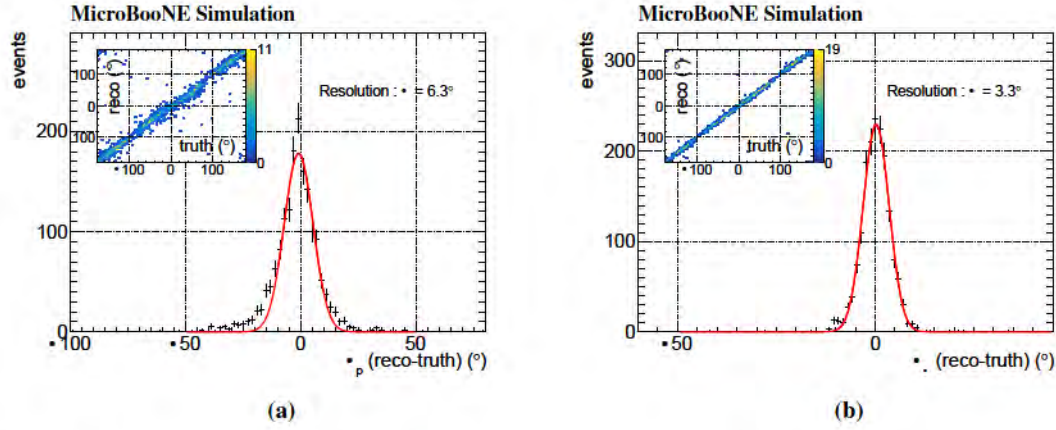 MicroBooNE Simulation
events
200
100
0
•100
•50
0
50
•p (reco-truth) (°)
Resolution : • = 6.3°
reco (°)
100
0
100
truth (°)
•100
0
100
11
0
(a)
MicroBooNE Simulation
events
300
200
100
0
•50
0
•. (reco-truth) (°)
Resolution : • = 3.3°
reco (°)
100
0
100
truth (°)
•100
0
100
19
0
(b)